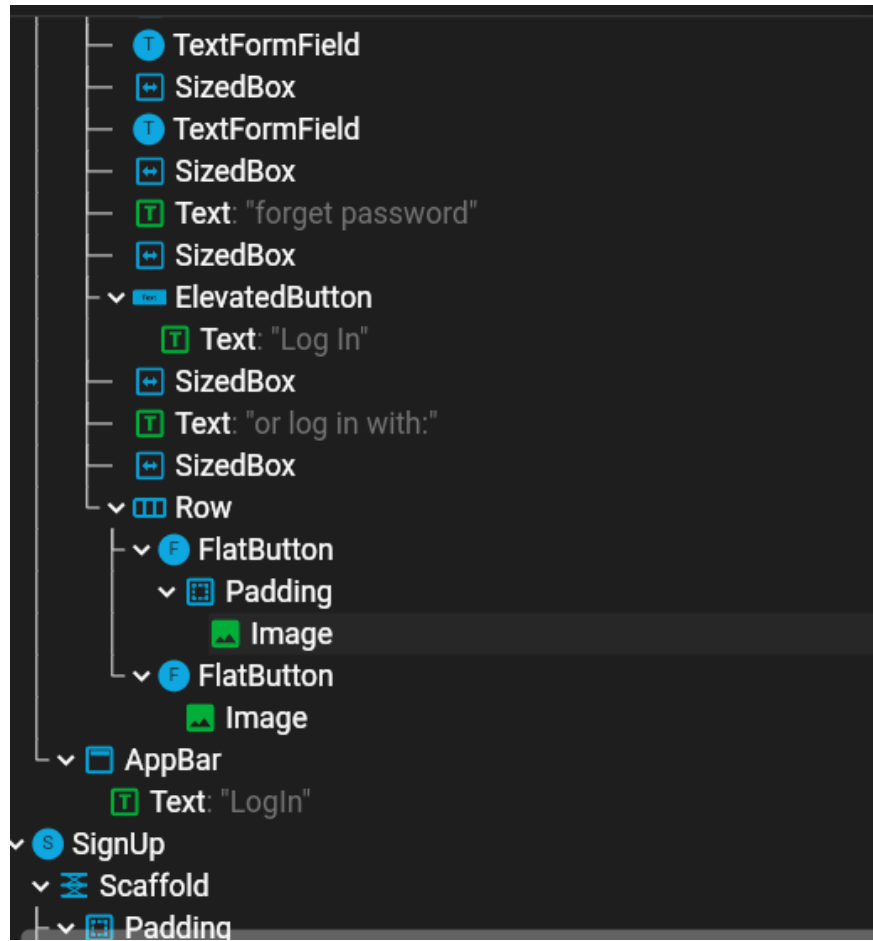 T TextFormField
SizedBox
T TextFormField
SizedBox
T Text: "forget password"
SizedBox
Text ElevatedButton
T Text: "Log In"
SizedBox
T Text: "or log in with:"
SizedBox
Row
F FlatButton
Padding
Image
F FlatButton
Image
AppBar
T Text: "LogIn"
S SignUp
Scaffold
Padding